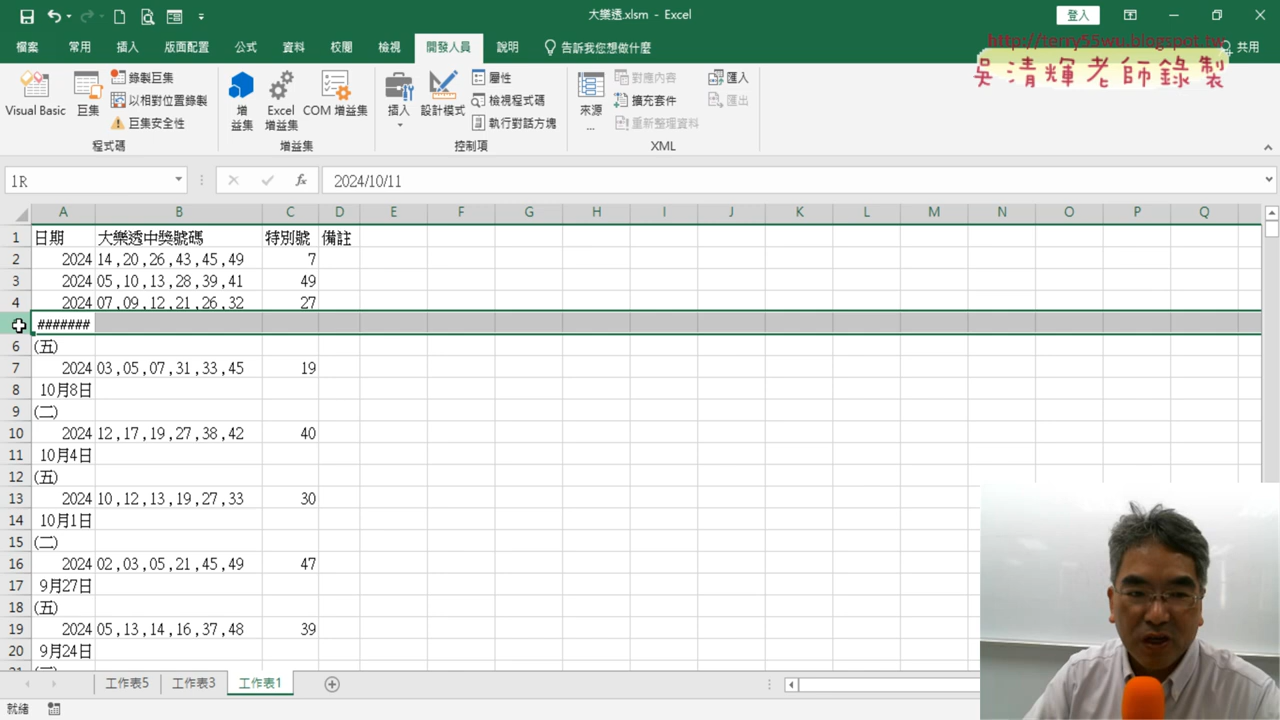 大樂透.xlsm - Excel
登入
檔案 常用 插入 版面配置 公式 資料 校閱 檢視 開發人員 說明 告訴我您想做什麼 共用
http://terry55wu.blogspot.tw
吳清輝老師錄製
Visual Basic
巨集
錄製巨集
以相對位置錄製
巨集安全性
程式碼
增益集
Excel 增益集
COM 增益集
增益集
插入
設計模式
屬性
檢視程式碼
執行對話方塊
控制項
來源...
對應內容
擴充套件
重新整理資料
匯入
匯出
XML
1R fx 2024/10/11
A B C D E F G H I J K L M N O P Q
1 日期 大樂透中獎號碼 特別號 備註
2 2024 14,20,26,43,45,49 7
3 2024 05,10,13,28,39,41 49
4 2024 07,09,12,21,26,32 27
#######
6 (五)
7 2024 03,05,07,31,33,45 19
8 10月8日
9 (二)
10 2024 12,17,19,27,38,42 40
11 10月4日
12 (五)
13 2024 10,12,13,19,27,33 30
14 10月1日
15 (二)
16 2024 02,03,05,21,45,49 47
17 9月27日
18 (五)
19 2024 05,13,14,16,37,48 39
20 9月24日
工作表5 工作表3 工作表1
就緒